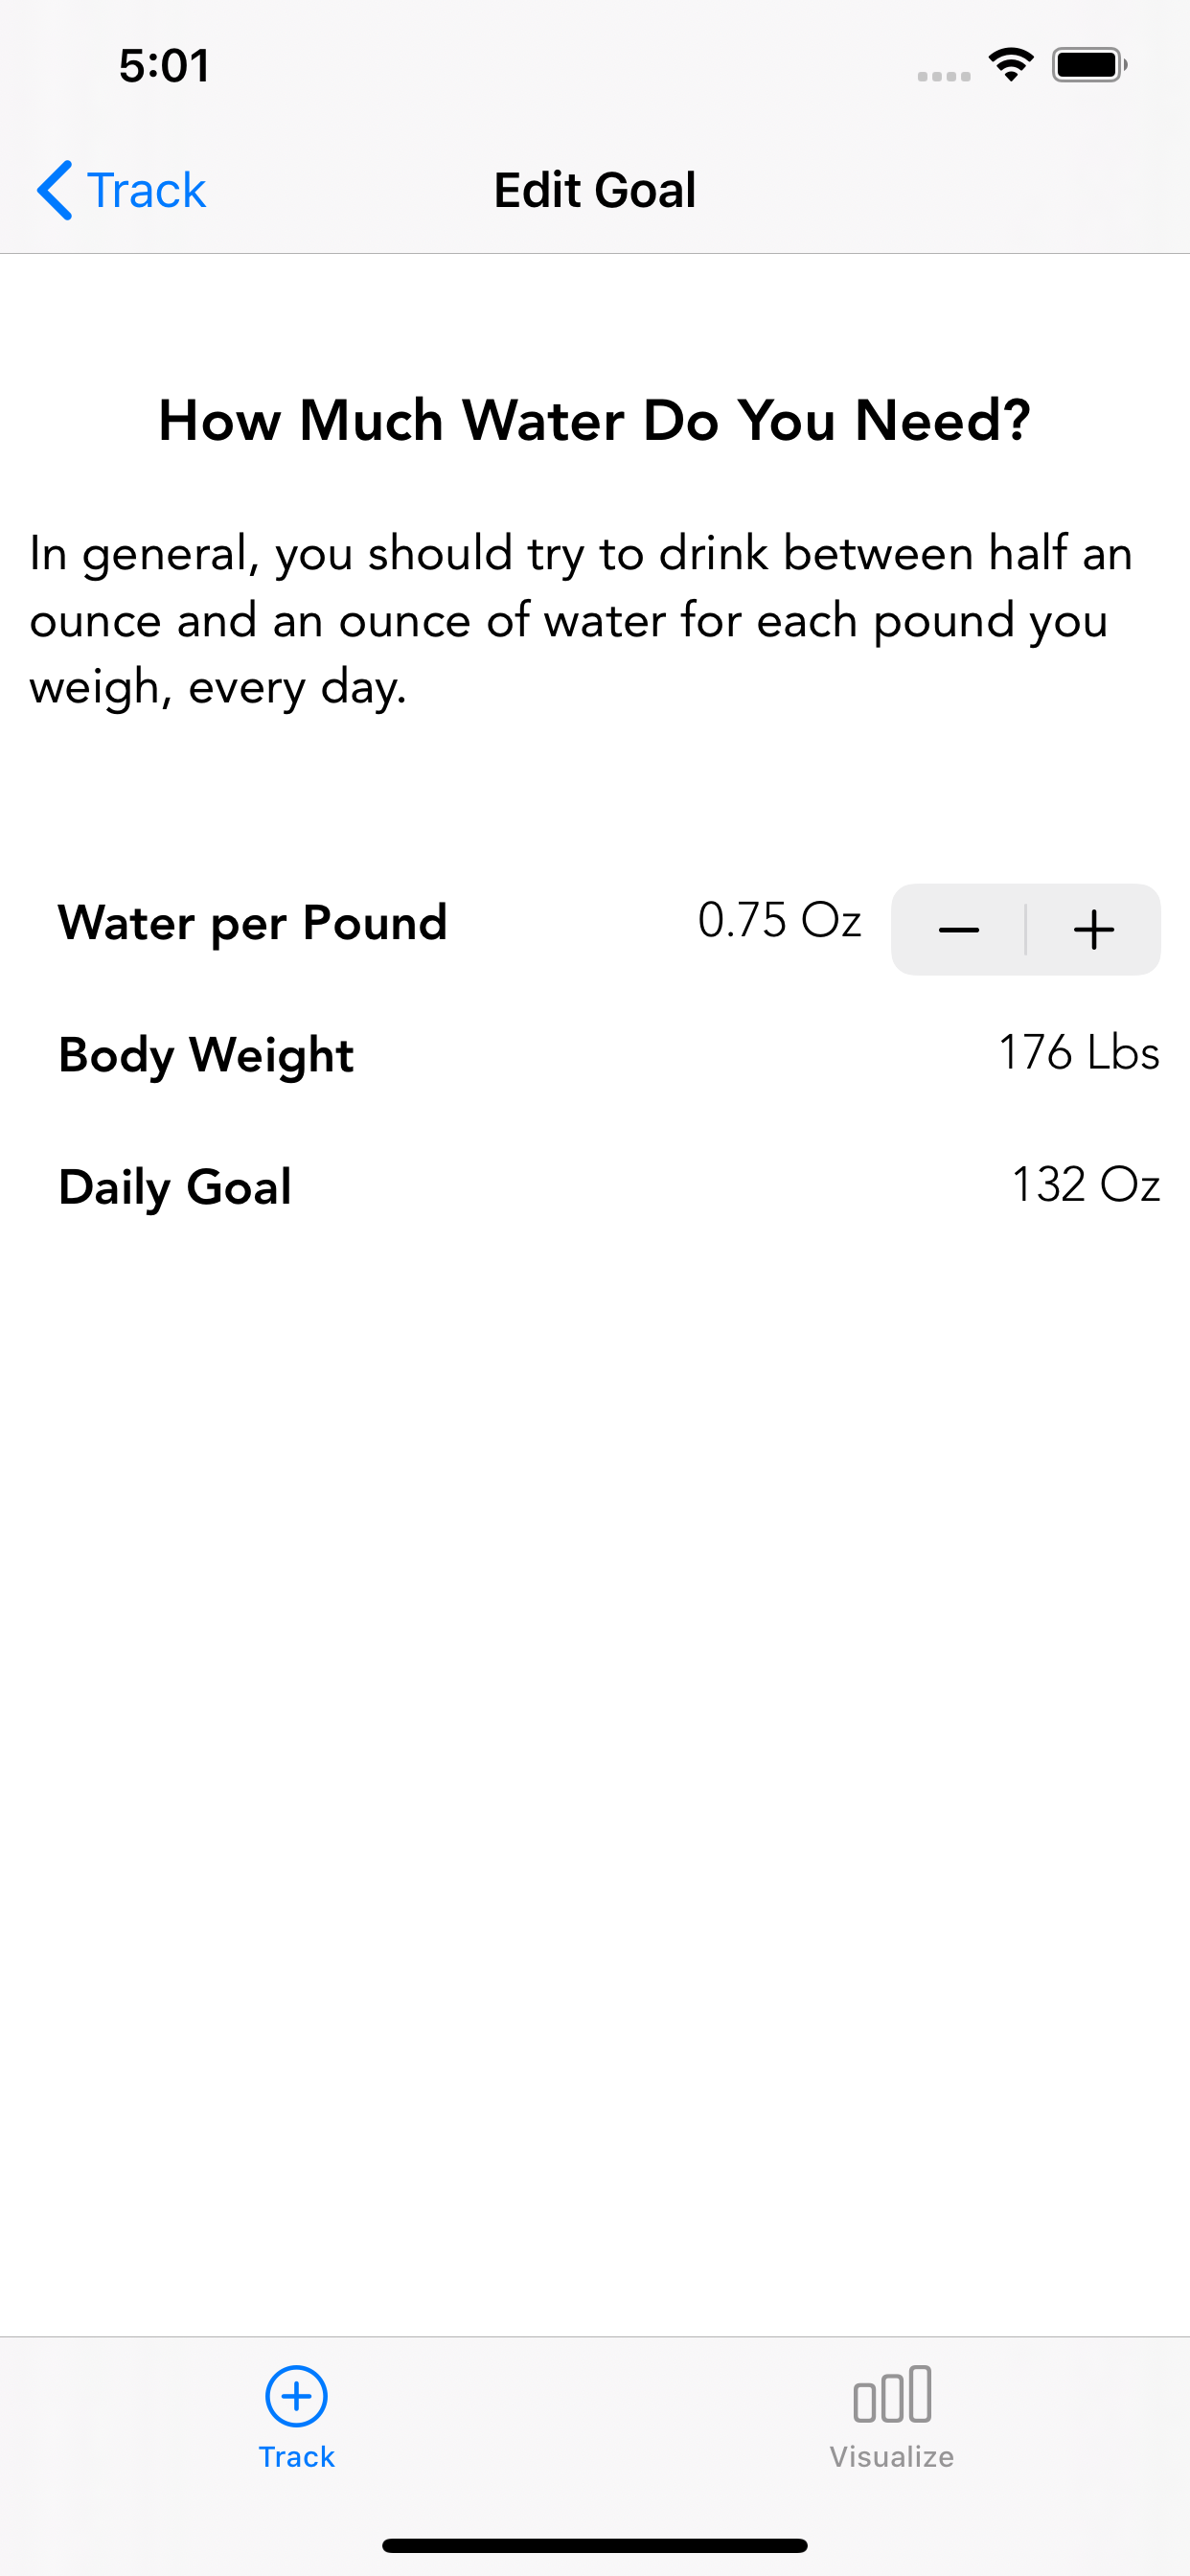 5:01
Track
Edit Goal
How Much Water Do You Need?
In general, you should try to drink between half an
ounce and an ounce of water for each pound you
weigh, every day.
Water per Pound 0.75 Oz
Body Weight 176 Lbs
Daily Goal 132 Oz
Track Visualize